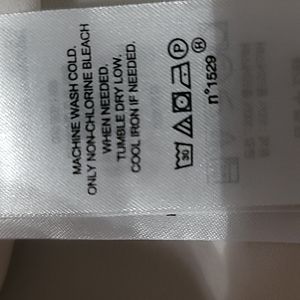 MACHINE WASH COLD.
ONLY NON-CHLORINE BLEACH
WHEN NEEDED.
TUMBLE DRY LOW.
COOL IRON IF NEEDED.
30 P ®
n°1529